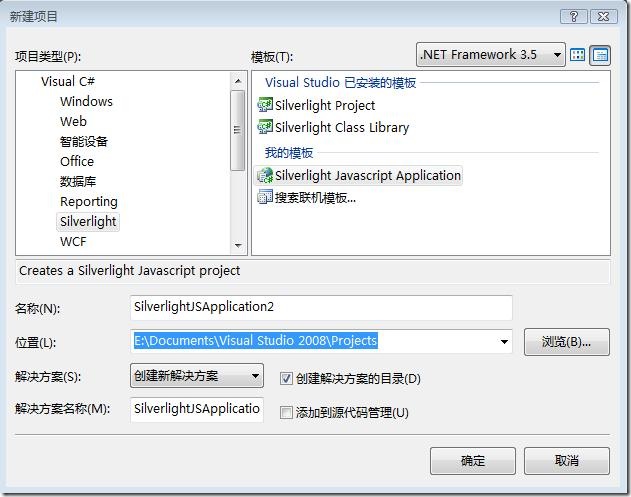 新建项目
项目类型(P):
模板(T):
.NET Framework 3.5
Visual C#
Windows
Web
智能设备
Office
数据库
Reporting
Silverlight
WCF
Visual Studio 已安装的模板
Silverlight Project
Silverlight Class Library
我的模板
Silverlight Javascript Application
搜索联机模板...
Creates a Silverlight Javascript project
名称(N):
SilverlightJSApplication2
位置(L):
E:\Documents\Visual Studio 2008\Projects
浏览(B)...
解决方案(S):
创建新解决方案
创建解决方案的目录(D)
解决方案名称(M):
SilverlightJSApplicatio
添加到源代码管理(U)
确定
取消